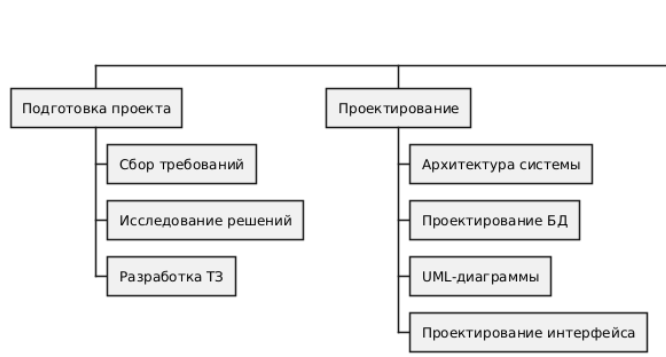 Подготовка проекта
Сбор требований
Исследование решений
Разработка ТЗ
Проектирование
Архитектура системы
Проектирование БД
UML-диаграммы
Проектирование интерфейса